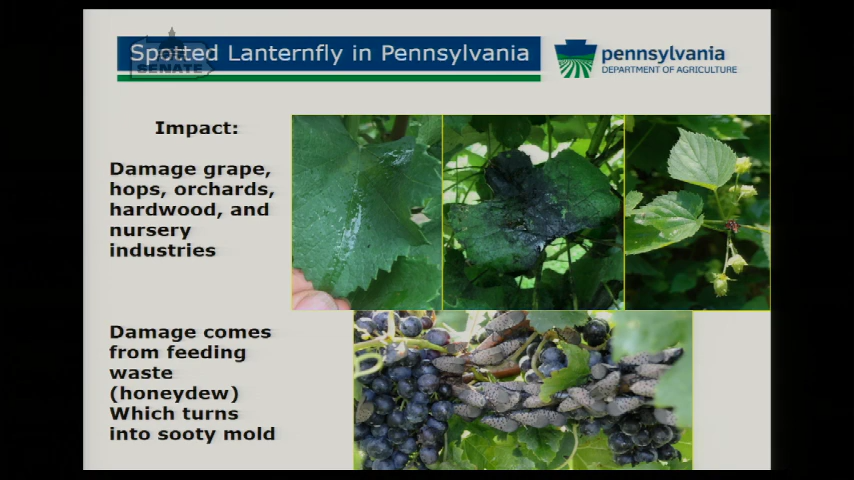 Spotted Lanternfly in Pennsylvania
SENATE
pennsylvania
DEPARTMENT OF AGRICULTURE
Impact:
Damage grape,
hops, orchards,
hardwood, and
nursery
industries
Damage comes
from feeding
waste
(honeydew)
Which turns
into sooty mold